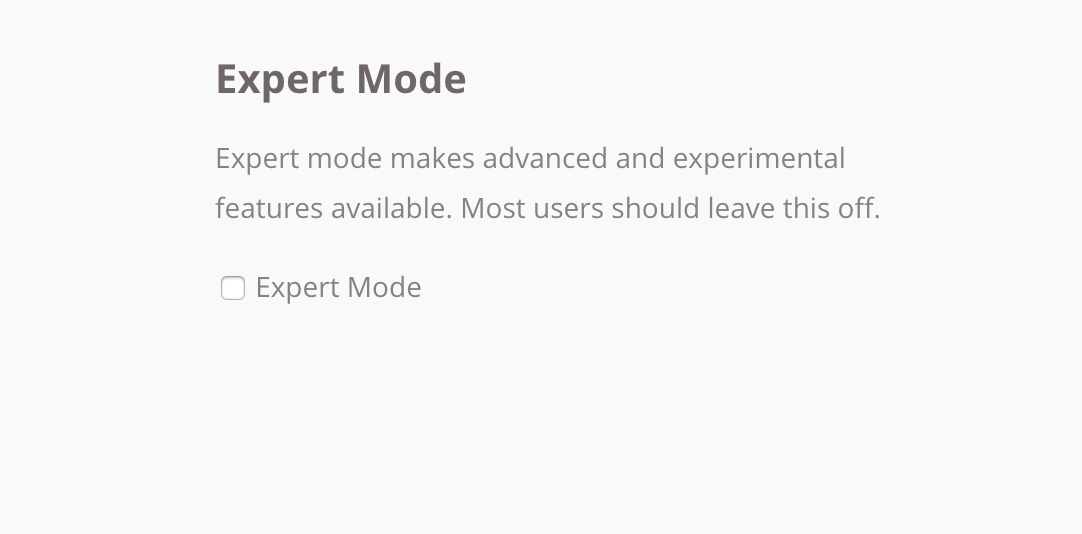 Expert Mode
Expert mode makes advanced and experimental
features available. Most users should leave this off.
Expert Mode